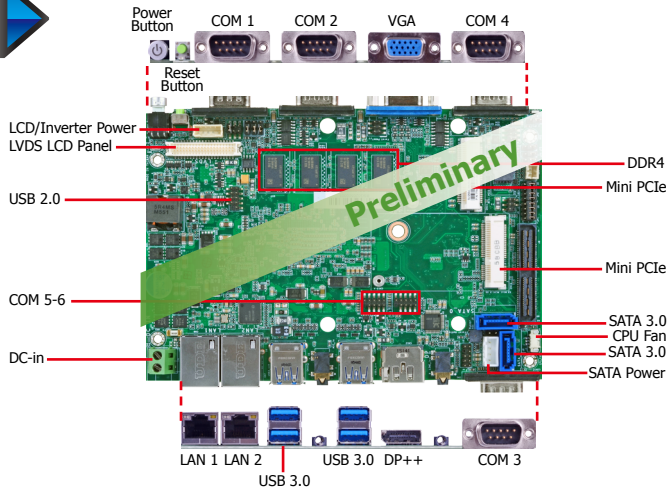 Power
Button
COM 1
COM 2
VGA
COM 4
Reset
Button
LCD/Inverter Power
LVDS LCD Panel
USB 2.0
COM 5-6
DC-in
Preliminary
DDR4
Mini PCIe
Mini PCIe
SATA 3.0
CPU Fan
SATA 3.0
SATA Power
SATA_0
LAN 1
LAN 2
USB 3.0
USB 3.0
DP++
COM 3